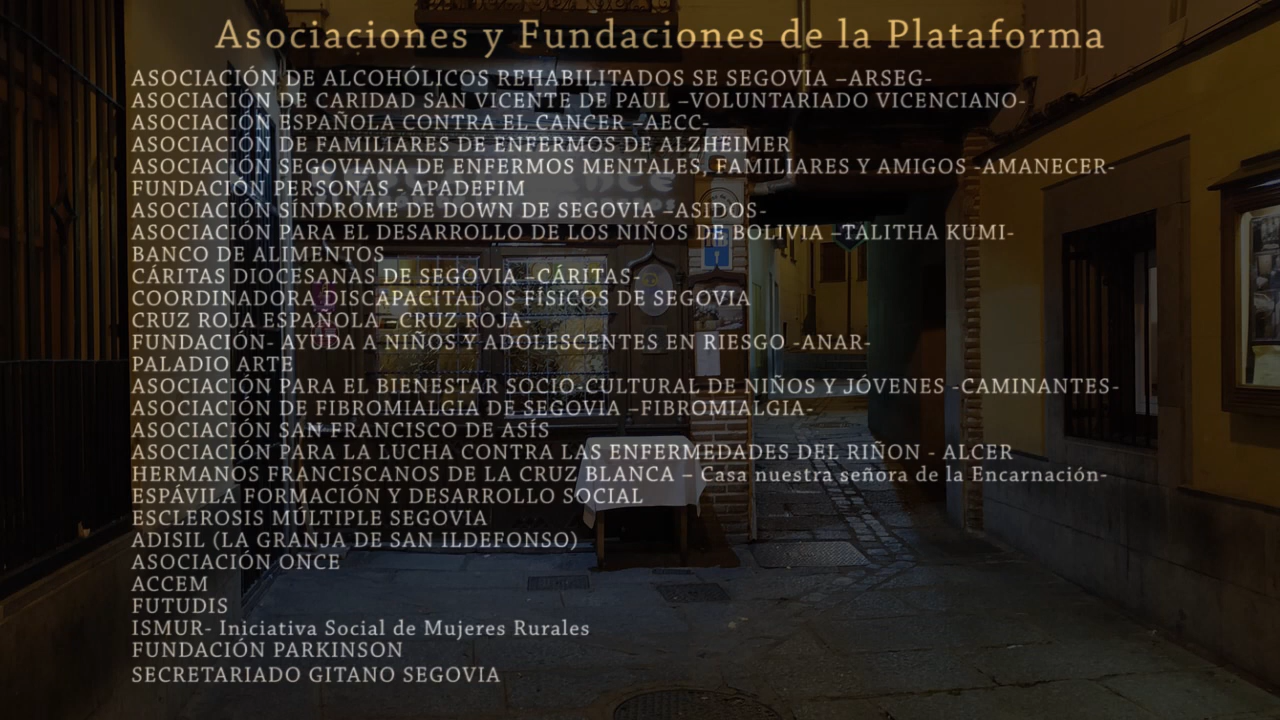 Asociaciones y Fundaciones de la Plataforma
ASOCIACIÓN DE ALCOHÓLICOS REHABILITADOS SE SEGOVIA –ARSEG-
ASOCIACIÓN DE CARIDAD SAN VICENTE DE PAUL –VOLUNTARIADO VICENCIANO-
ASOCIACIÓN ESPAÑOLA CONTRA EL CANCER –AECC-
ASOCIACIÓN DE FAMILIARES DE ENFERMOS DE ALZHEIMER
ASOCIACIÓN SEGOVIANA DE ENFERMOS MENTALES, FAMILIARES Y AMIGOS -AMANECER-
FUNDACIÓN PERSONAS - APADEFIM
ASOCIACIÓN SÍNDROME DE DOWN DE SEGOVIA –ASIDOS-
ASOCIACIÓN PARA EL DESARROLLO DE LOS NIÑOS DE BOLIVIA –TALITHA KUMI-
BANCO DE ALIMENTOS
CÁRITAS DIOCESANAS DE SEGOVIA –CÁRITAS-
COORDINADORA DISCAPACITADOS FÍSICOS DE SEGOVIA
CRUZ ROJA ESPAÑOLA –CRUZ ROJA-
FUNDACIÓN- AYUDA A NIÑOS Y ADOLESCENTES EN RIESGO -ANAR-
PALADIO ARTE
ASOCIACIÓN PARA EL BIENESTAR SOCIO-CULTURAL DE NIÑOS Y JÓVENES -CAMINANTES-
ASOCIACIÓN DE FIBROMIALGIA DE SEGOVIA –FIBROMIALGIA-
ASOCIACIÓN SAN FRANCISCO DE ASÍS
ASOCIACIÓN PARA LA LUCHA CONTRA LAS ENFERMEDADES DEL RIÑON - ALCER
HERMANOS FRANCISCANOS DE LA CRUZ BLANCA – Casa nuestra señora de la Encarnación-
ESPÁVILA FORMACIÓN Y DESARROLLO SOCIAL
ESCLEROSIS MÚLTIPLE SEGOVIA
ADISIL (LA GRANJA DE SAN ILDEFONSO)
ASOCIACIÓN ONCE
ACCEM
FUTUDIS
ISMUR- Iniciativa Social de Mujeres Rurales
FUNDACIÓN PARKINSON
SECRETARIADO GITANO SEGOVIA